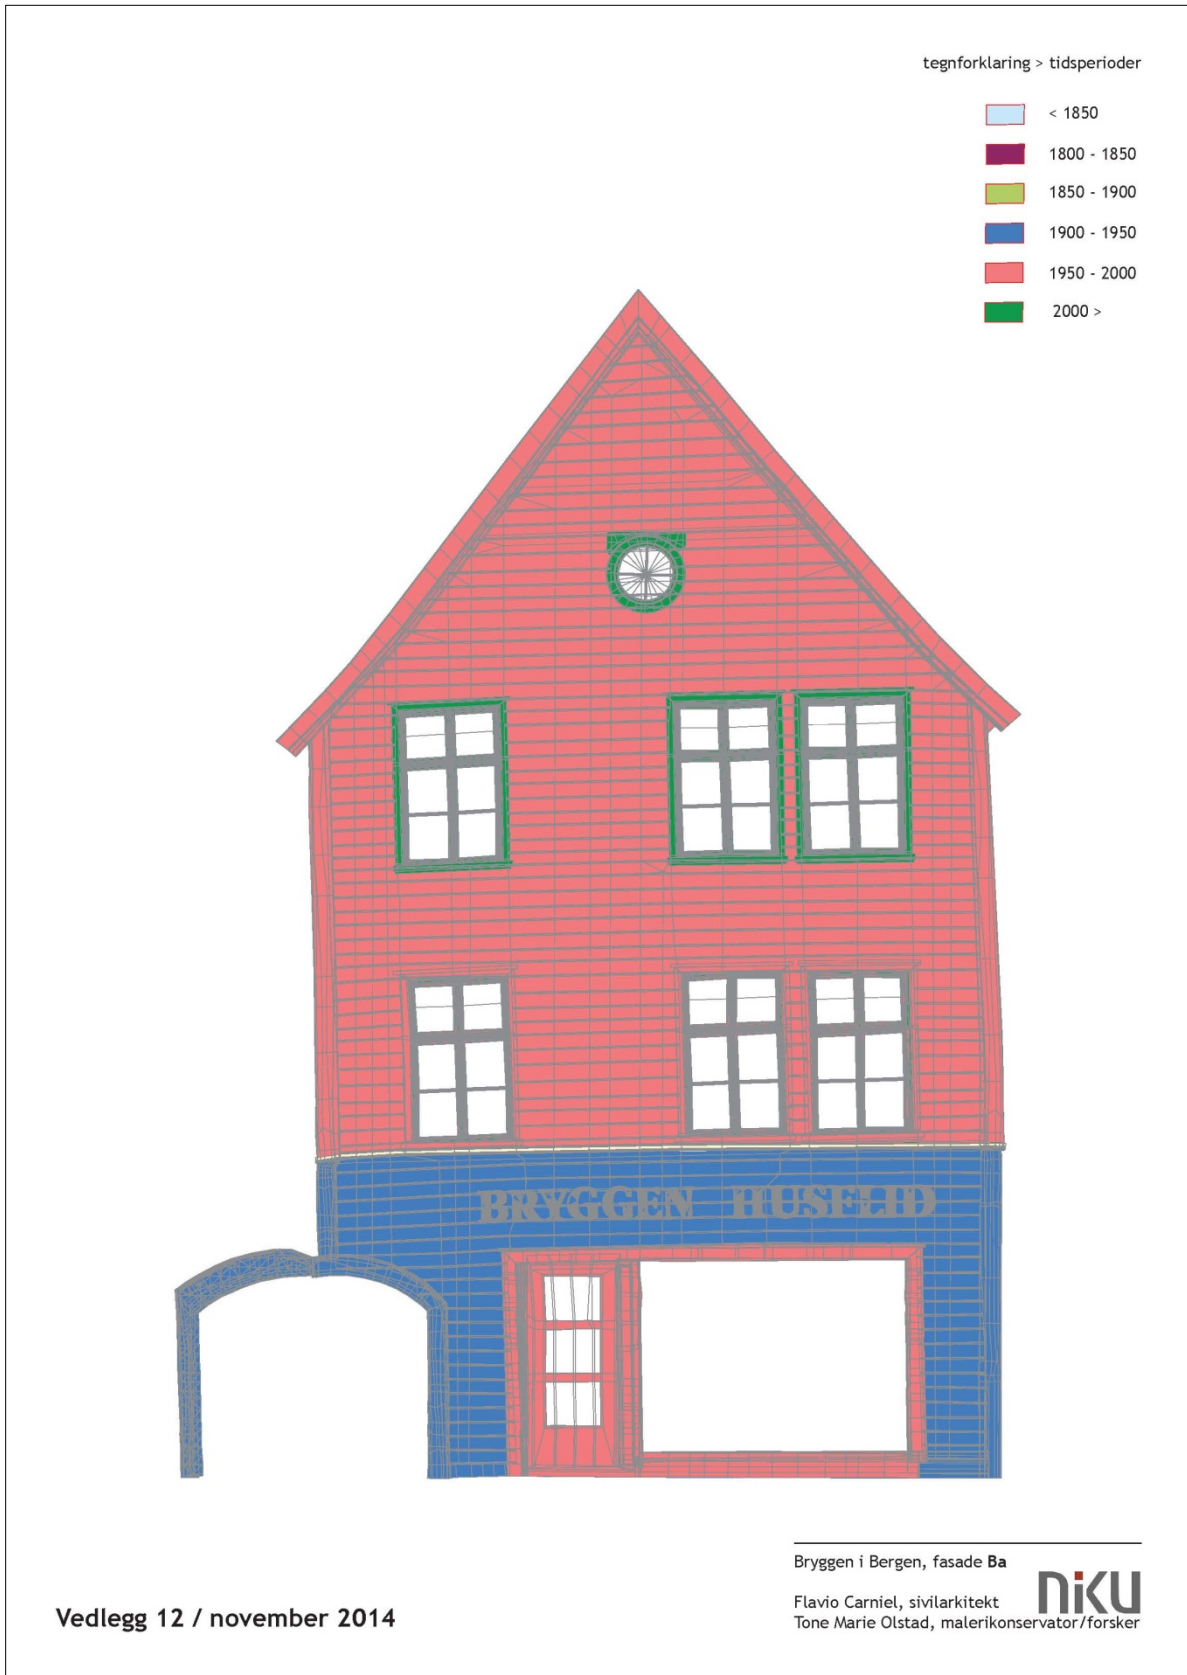 tegnforklaring > tidsperioder
< 1850
1800 - 1850
1850 - 1900
1900 - 1950
1950 - 2000
2000 >
BRYGGEN HUSFLID
Bryggen i Bergen, fasade Ba
niku
Flavio Carniel, sivilarkitekt
Tone Marie Olstad, malerikonservator/forsker
Vedlegg 12 / november 2014